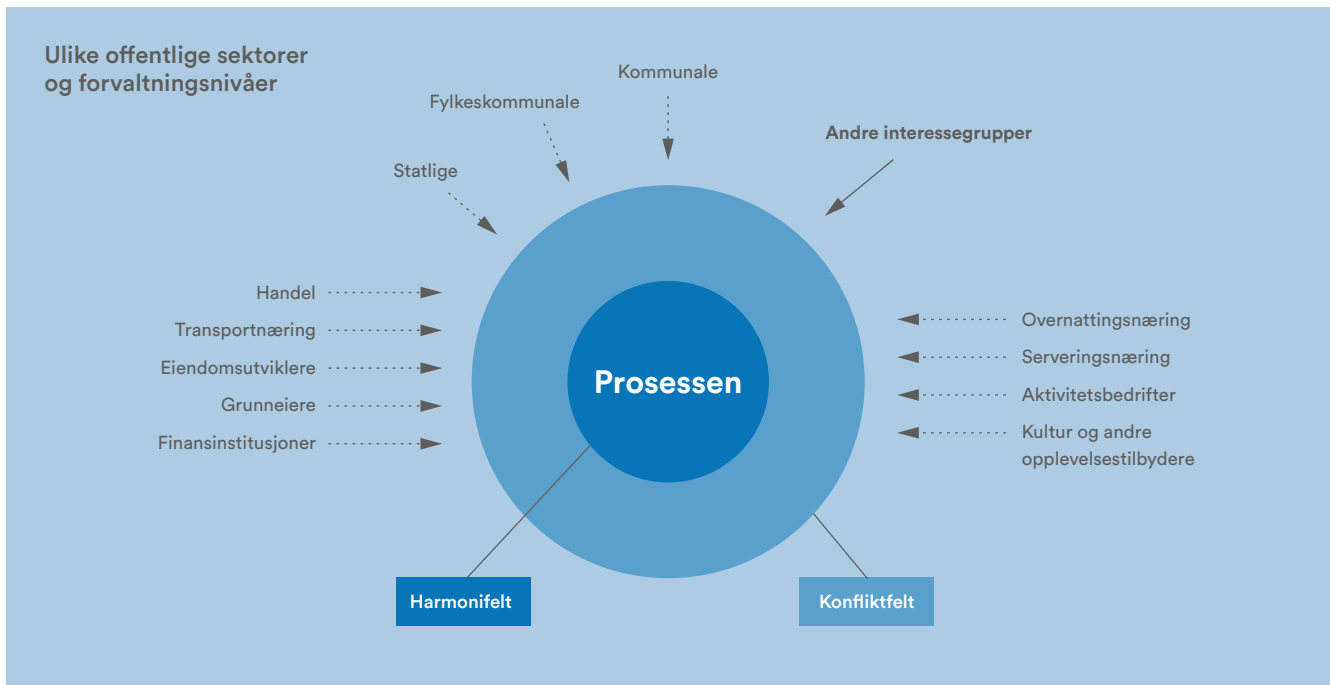 Ulike offentlige sektorer
og forvaltningsnivåer
Kommunale
Fylkeskommunale
Andre interessegrupper
Statlige
Handel
Transportnæring
Eiendomsutviklere
Grunneiere
Finansinstitusjoner
Prosessen
Overnattingsnæring
Serveringsnæring
Aktivitetsbedrifter
Kultur og andre
opplevelsestilbydere
Harmonifelt
Konfliktfelt